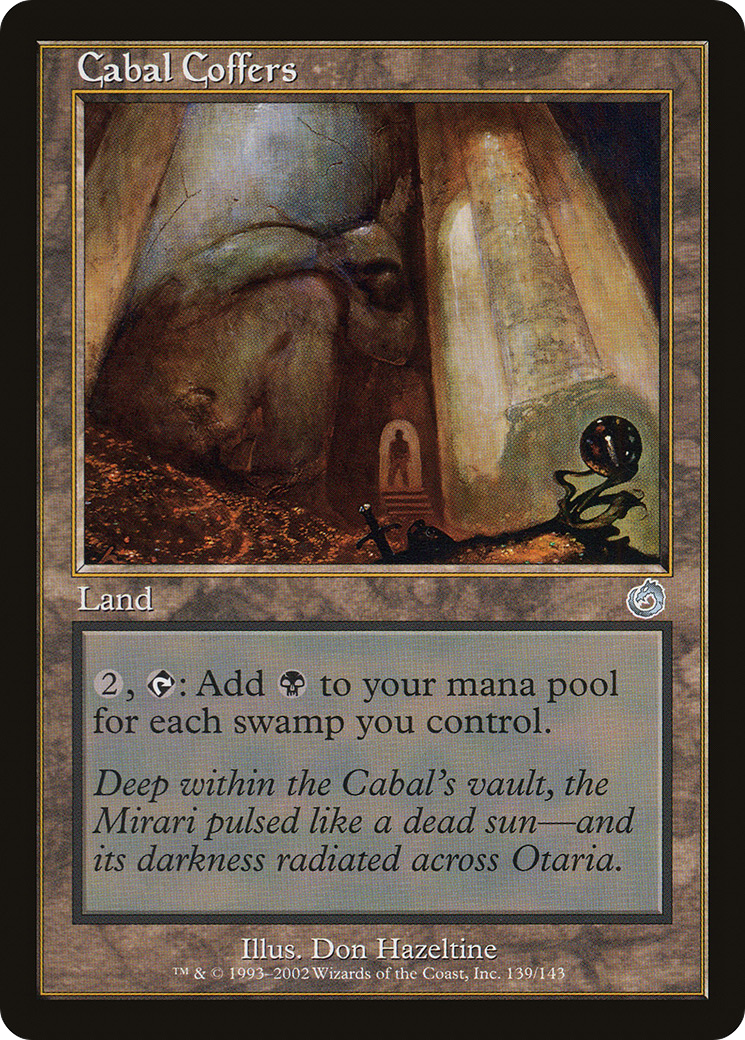 Cabal Coffers
Land
2, : Add to your mana pool
for each swamp you control.
Deep within the Cabal's vault, the
Mirari pulsed like a dead sun—and
its darkness radiated across Otaria.
Illus. Don Hazeltine
™ & © 1993–2002 Wizards of the Coast, Inc. 139/143